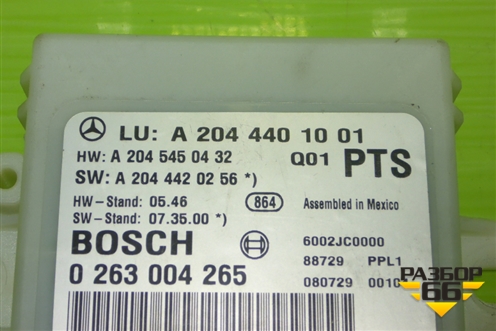 LU: A 204 440 10 01
HW: A 204 545 04 32 Q01 PTS
SW: A 204 442 02 56 *)
HW-Stand: 05.46 864 Assembled in Mexico
SW-Stand: 07.35.00 *)
BOSCH 6002JC0000
0 263 004 265 88729 PPL1
080729 0010
РАЗБОР
66